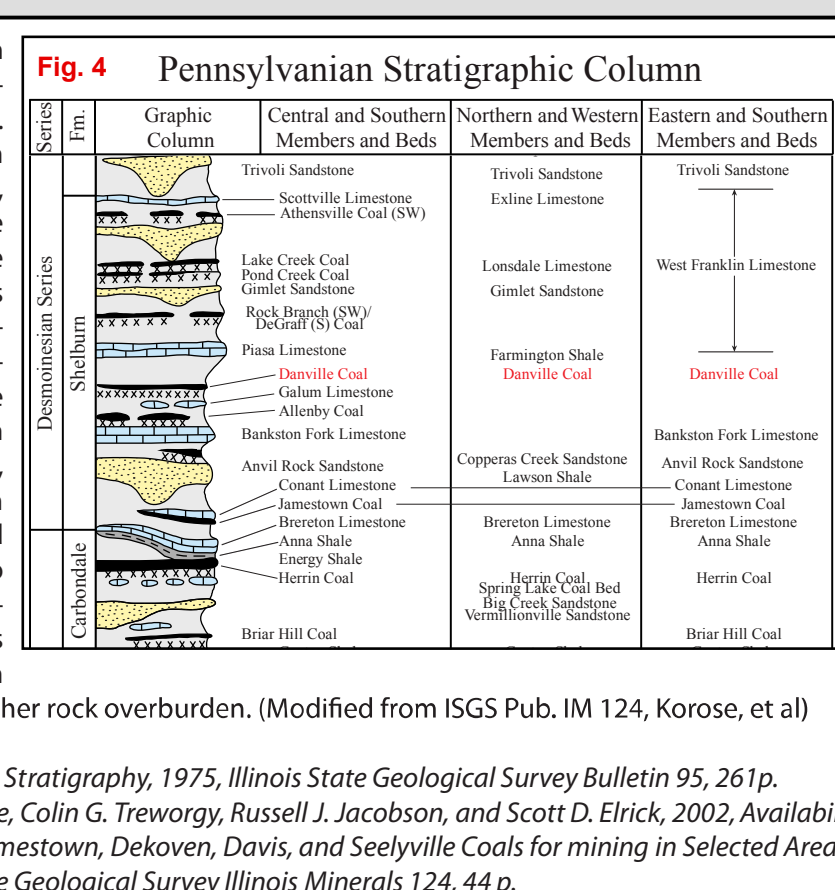 Fig. 4
Pennsylvanian Stratigraphic Column
Series
Fm.
Graphic
Column
Central and Southern
Members and Beds
Northern and Western
Members and Beds
Eastern and Southern
Members and Beds
Desmoinesian Series
Shelburn
Carbondale
Trivoli Sandstone
Scottville Limestone
Athensville Coal (SW)
Lake Creek Coal
Pond Creek Coal
Gimlet Sandstone
Rock Branch (SW)/
DeGraff (S) Coal
Piasa Limestone
Danville Coal
Galum Limestone
Allenby Coal
Bankston Fork Limestone
Anvil Rock Sandstone
Conant Limestone
Jamestown Coal
Brereton Limestone
Anna Shale
Energy Shale
Herrin Coal
Briar Hill Coal
Trivoli Sandstone
Exline Limestone
Lonsdale Limestone
Gimlet Sandstone
Farmington Shale
Danville Coal
Copperas Creek Sandstone
Lawson Shale
Brereton Limestone
Anna Shale
Herrin Coal
Spring Lake Coal Bed
Big Creek Sandstone
Vermillionville Sandstone
Trivoli Sandstone
West Franklin Limestone
Danville Coal
Bankston Fork Limestone
Anvil Rock Sandstone
Conant Limestone
Jamestown Coal
Brereton Limestone
Anna Shale
Herrin Coal
Briar Hill Coal
her rock overburden. (Modified from ISGS Pub. IM 124, Korose, et al)
Stratigraphy, 1975, Illinois State Geological Survey Bulletin 95, 261p.
e, Colin G. Treworgy, Russell J. Jacobson, and Scott D. Elrick, 2002, Availabi
mestown, Dekoven, Davis, and Seelyville Coals for mining in Selected Area
e Geological Survey Illinois Minerals 124, 44 p.